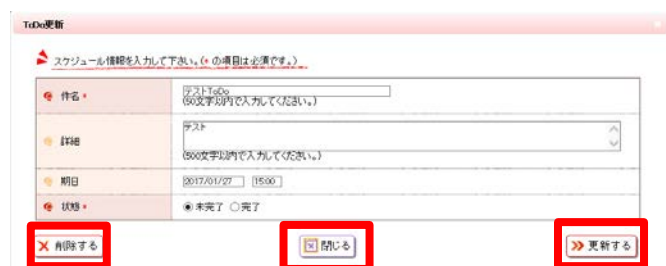 ToDo更新
スケジュール情報を入力して下さい。(* の項目は必須です。)
件名 *
テストToDo
(50文字以内で入力してください。)
詳細
テスト
(500文字以内で入力してください。)
期日
2017/01/27 15:00
状態 *
未完了 完了
削除する 閉じる 更新する